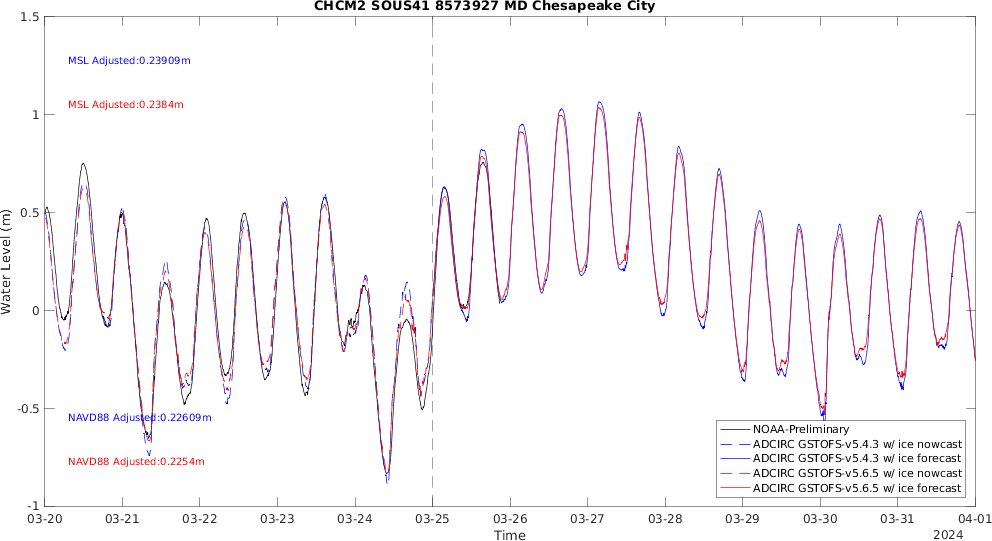 CHCM2 SOUS41 8573927 MD Chesapeake City
1.5
1
0.5
0
-0.5
-1
Water Level (m)
MSL Adjusted:0.23909m
MSL Adjusted:0.2384m
NAVD88 Adjusted:0.22609m
NAVD88 Adjusted:0.2254m
NOAA-Preliminary
ADCIRC GSTOFS-v5.4.3 w/ ice nowcast
ADCIRC GSTOFS-v5.4.3 w/ ice forecast
ADCIRC GSTOFS-v5.6.5 w/ ice nowcast
ADCIRC GSTOFS-v5.6.5 w/ ice forecast
03-20 03-21 03-22 03-23 03-24 03-25 03-26 03-27 03-28 03-29 03-30 03-31 04-01
2024
Time